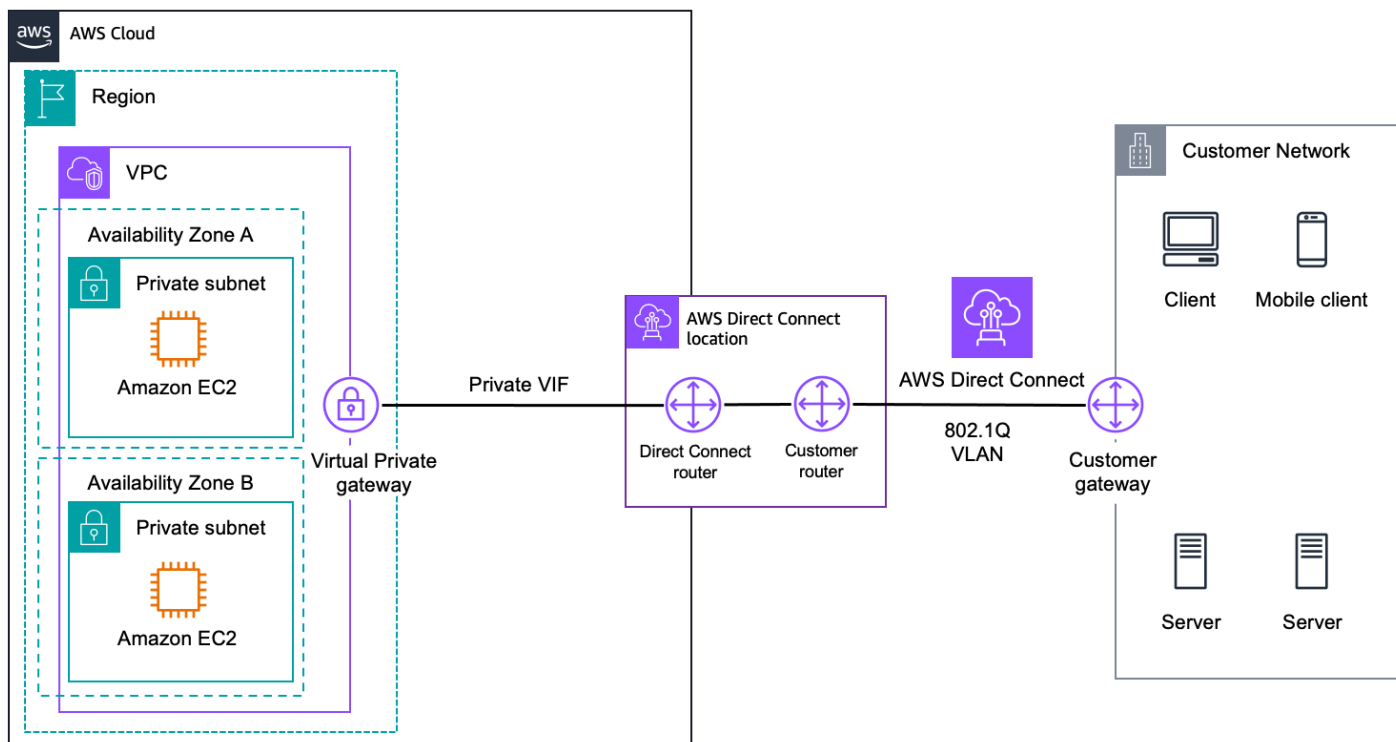 aws
AWS Cloud
Region
VPC
Availability Zone A
Private subnet
Amazon EC2
Availability Zone B
Private subnet
Amazon EC2
Virtual Private
gateway
Private VIF
AWS Direct Connect
location
Direct Connect
router
Customer
router
AWS Direct Connect
802.1Q
VLAN
Customer
gateway
Customer Network
Client
Mobile client
Server
Server